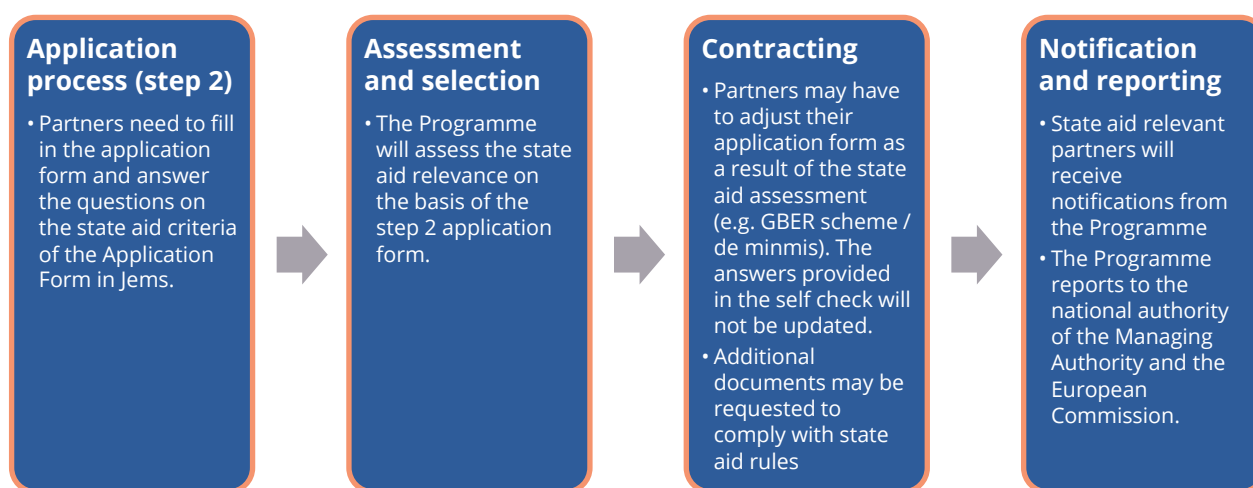 Application
process (step 2)
• Partners need to fill
in the application
form and answer
the questions on
the state aid criteria
of the Application
Form in Jems.
Assessment
and selection
• The Programme
will assess the state
aid relevance on
the basis of the
step 2 application
form.
Contracting
• Partners may have
to adjust their
application form as
a result of the state
aid assessment
(e.g. GBER scheme /
de minmis). The
answers provided
in the self check will
not be updated.
• Additional
documents may be
requested to
comply with state
aid rules
Notification
and reporting
• State aid relevant
partners will
receive
notifications from
the Programme
• The Programme
reports to the
national authority
of the Managing
Authority and the
European
Commission.